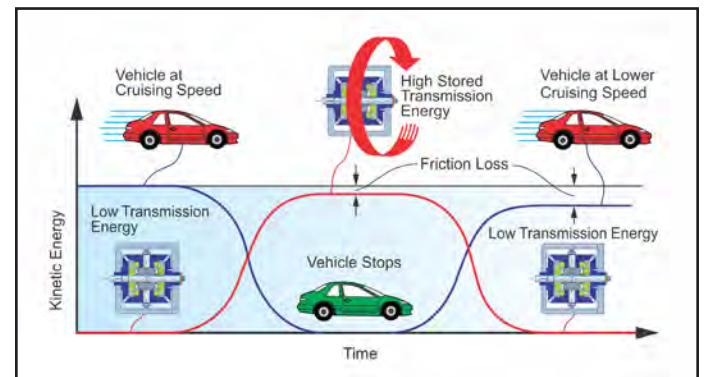 Vehicle at
Cruising Speed
High Stored
Transmission
Energy
Vehicle at Lower
Cruising Speed
Friction Loss
Low Transmission
Energy
Low Transmission Energy
Vehicle Stops
Kinetic Energy
Time